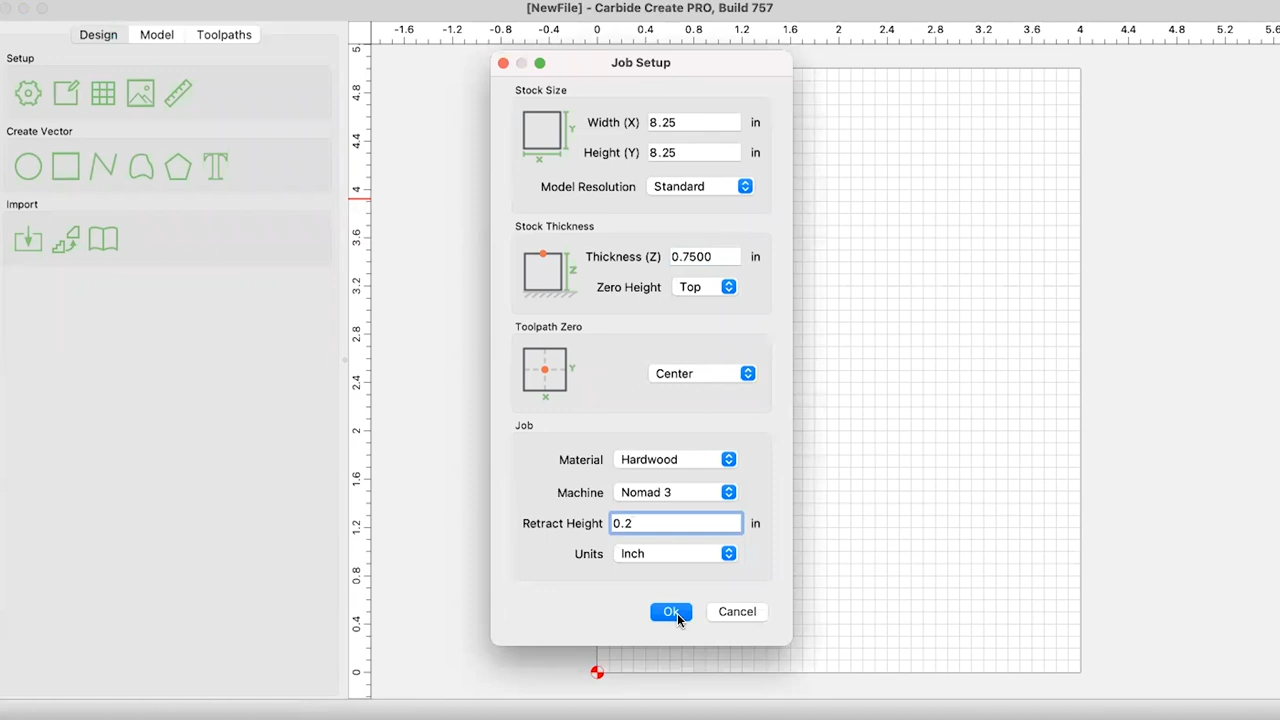 [NewFile] - Carbide Create PRO, Build 757
Design Model Toolpaths
-1.6 -1.2 -0.8 -0.4 0 0.4 0.8 1.2 1.6 2 2.4 2.8 3.2 3.6 4 4.4 4.8 5.2 5.6
Setup
Create Vector
T
Import
5
4.8
4.4
4
3.6
3.2
2.8
2.4
2
1.6
1.2
0.8
0.4
0
Job Setup
Stock Size
Y
X
Width (X) 8.25 in
Height (Y) 8.25 in
Model Resolution Standard
Stock Thickness
Z
Thickness (Z) 0.7500 in
Zero Height Top
Toolpath Zero
Y
X
Center
Job
Material Hardwood
Machine Nomad 3
Retract Height 0.2 in
Units Inch
Ok Cancel